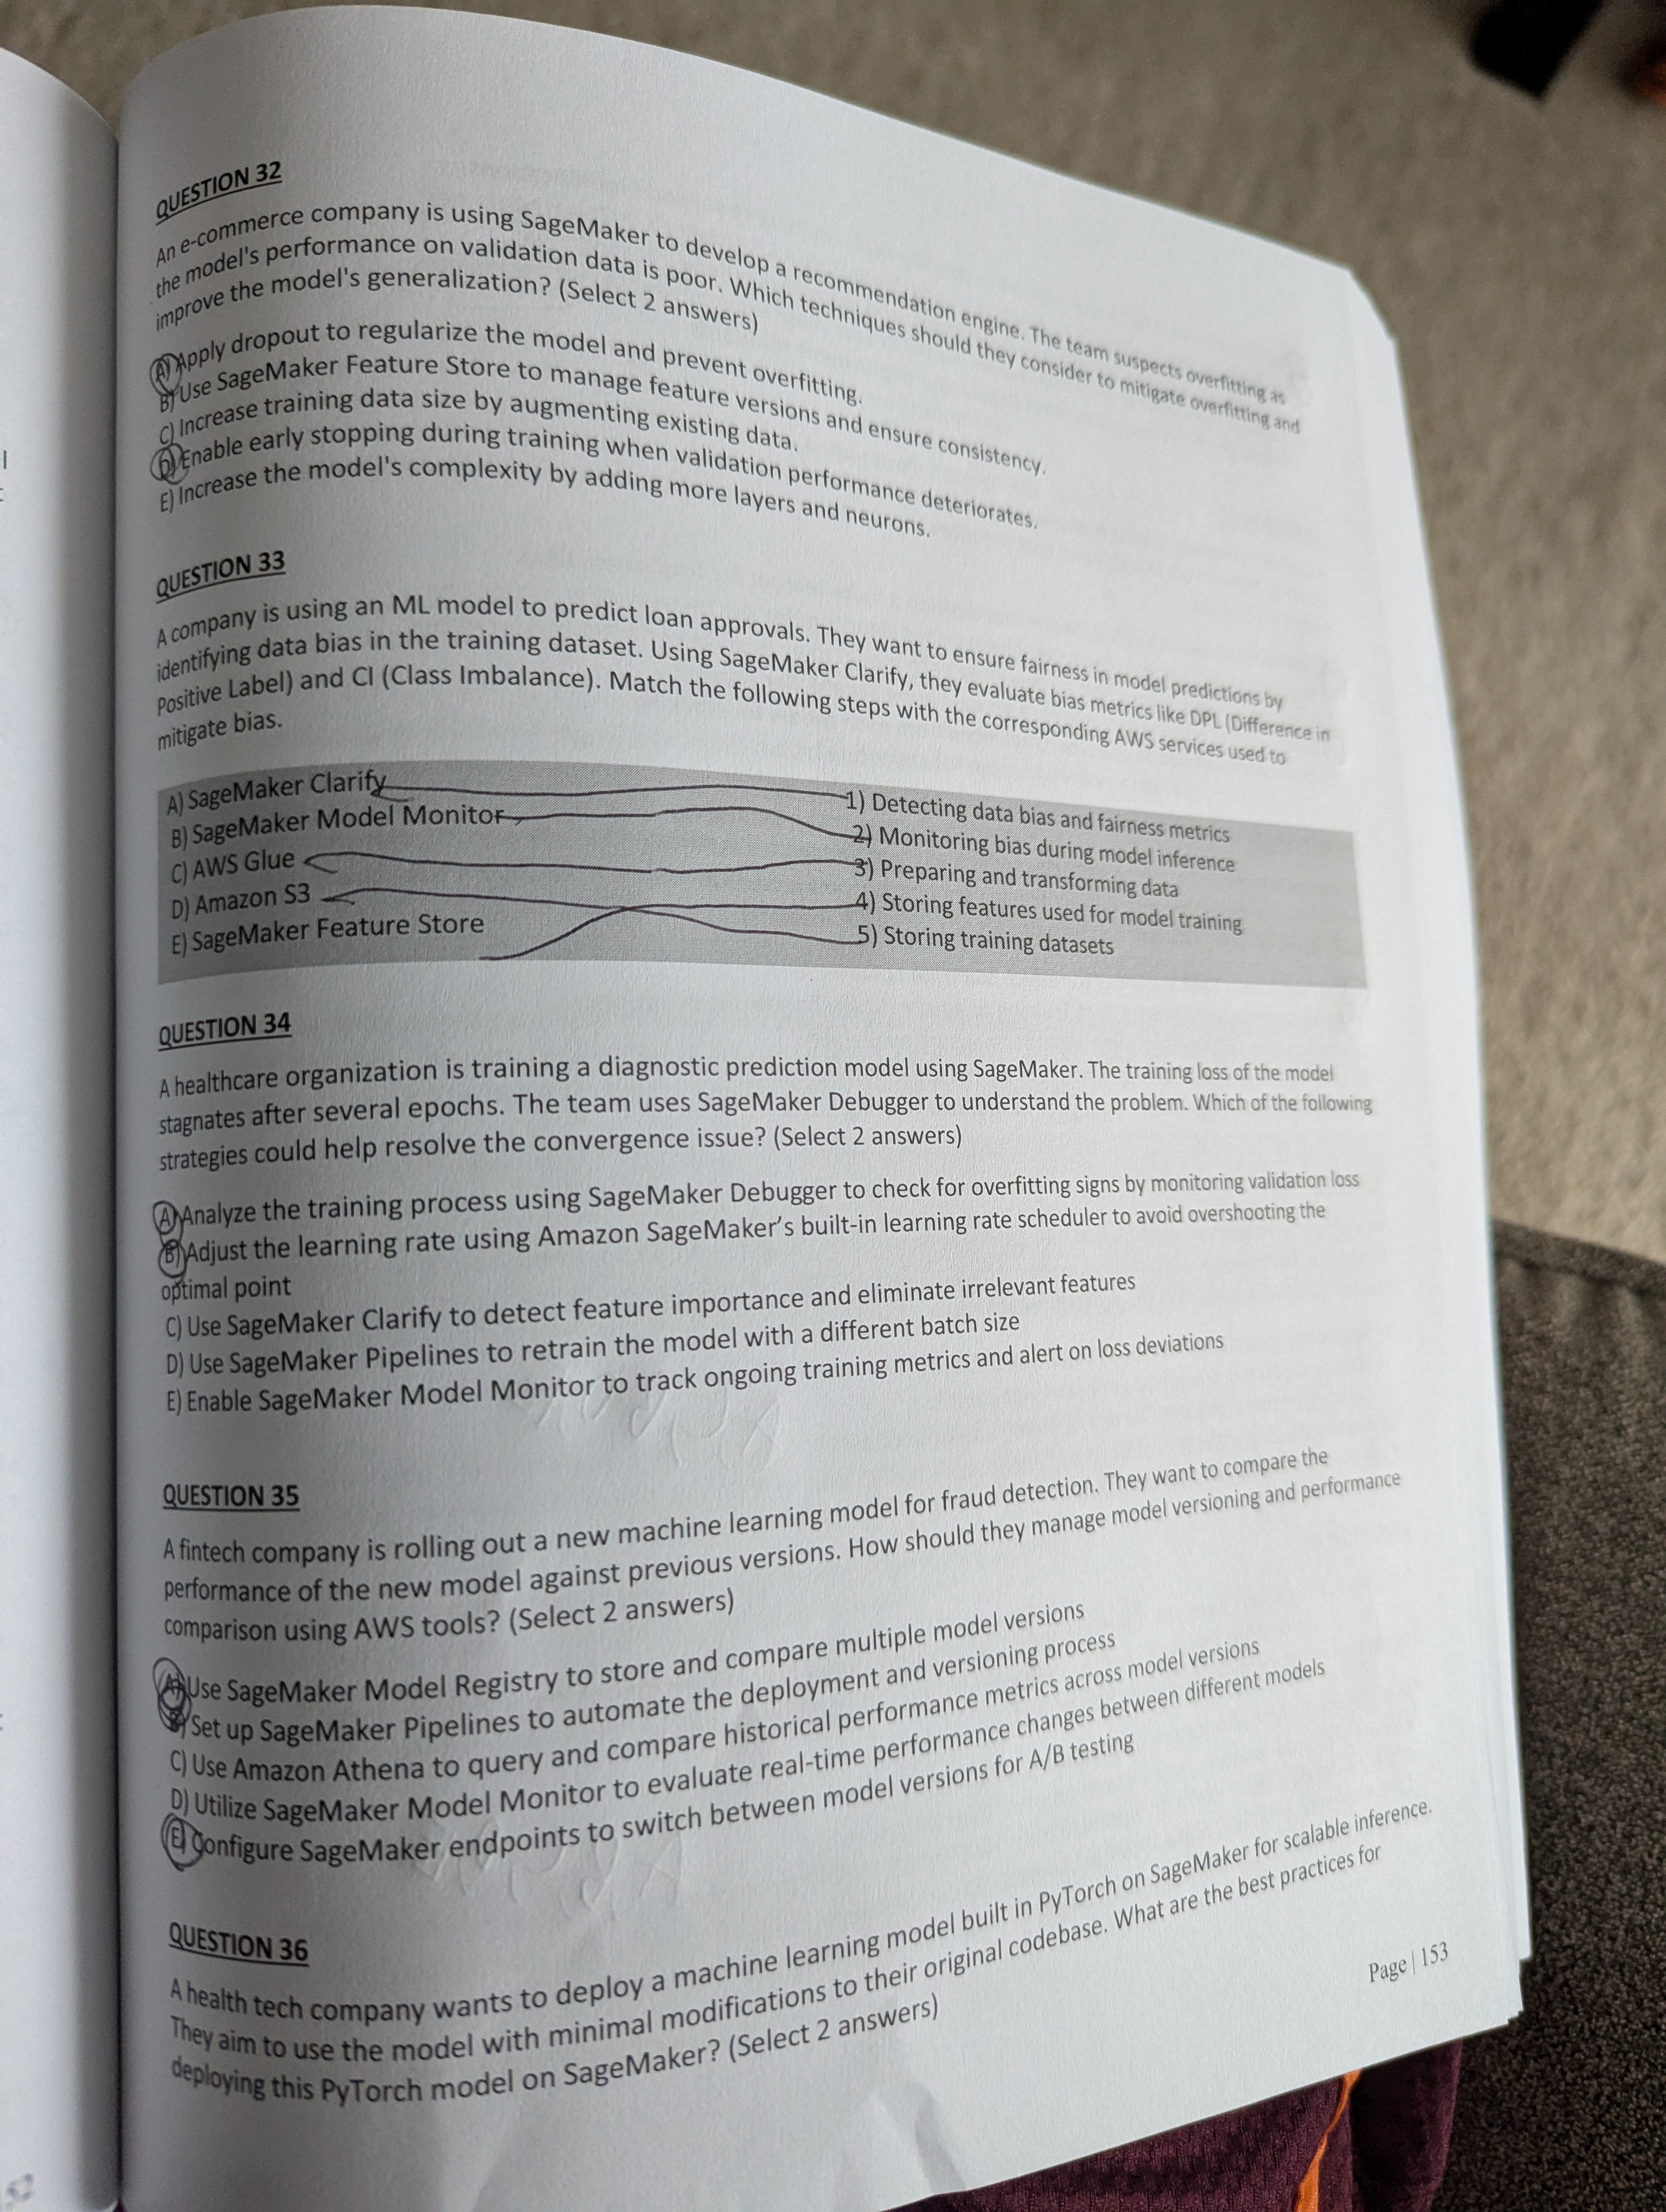 QUESTION 32
An e-commerce company is using SageMaker to develop a recommendation engine. The team suspects overfitting as
the model's performance on validation data is poor. Which techniques should they consider to mitigate overfitting and
improve the model's generalization? (Select 2 answers)
A) Apply dropout to regularize the model and prevent overfitting.
B) Use SageMaker Feature Store to manage feature versions and ensure consistency.
C) Increase training data size by augmenting existing data.
D) Enable early stopping during training when validation performance deteriorates.
E) Increase the model's complexity by adding more layers and neurons.
QUESTION 33
A company is using an ML model to predict loan approvals. They want to ensure fairness in model predictions by
identifying data bias in the training dataset. Using SageMaker Clarify, they evaluate bias metrics like DPL (Difference in
Positive Label) and CI (Class Imbalance). Match the following steps with the corresponding AWS services used to
mitigate bias.
A) SageMaker Clarify
B) SageMaker Model Monitor
C) AWS Glue
D) Amazon S3
E) SageMaker Feature Store
1) Detecting data bias and fairness metrics
2) Monitoring bias during model inference
3) Preparing and transforming data
4) Storing features used for model training
5) Storing training datasets
QUESTION 34
A healthcare organization is training a diagnostic prediction model using SageMaker. The training loss of the model
stagnates after several epochs. The team uses SageMaker Debugger to understand the problem. Which of the following
strategies could help resolve the convergence issue? (Select 2 answers)
A) Analyze the training process using SageMaker Debugger to check for overfitting signs by monitoring validation loss
B) Adjust the learning rate using Amazon SageMaker's built-in learning rate scheduler to avoid overshooting the
optimal point
C) Use SageMaker Clarify to detect feature importance and eliminate irrelevant features
D) Use SageMaker Pipelines to retrain the model with a different batch size
E) Enable SageMaker Model Monitor to track ongoing training metrics and alert on loss deviations
QUESTION 35
A fintech company is rolling out a new machine learning model for fraud detection. They want to compare the
performance of the new model against previous versions. How should they manage model versioning and performance
comparison using AWS tools? (Select 2 answers)
A) Use SageMaker Model Registry to store and compare multiple model versions
B) Set up SageMaker Pipelines to automate the deployment and versioning process
C) Use Amazon Athena to query and compare historical performance metrics across model versions
D) Utilize SageMaker Model Monitor to evaluate real-time performance changes between different models
E) Configure SageMaker endpoints to switch between model versions for A/B testing
QUESTION 36
A health tech company wants to deploy a machine learning model built in PyTorch on SageMaker for scalable inference.
They aim to use the model with minimal modifications to their original codebase. What are the best practices for
deploying this PyTorch model on SageMaker? (Select 2 answers)
Page | 153